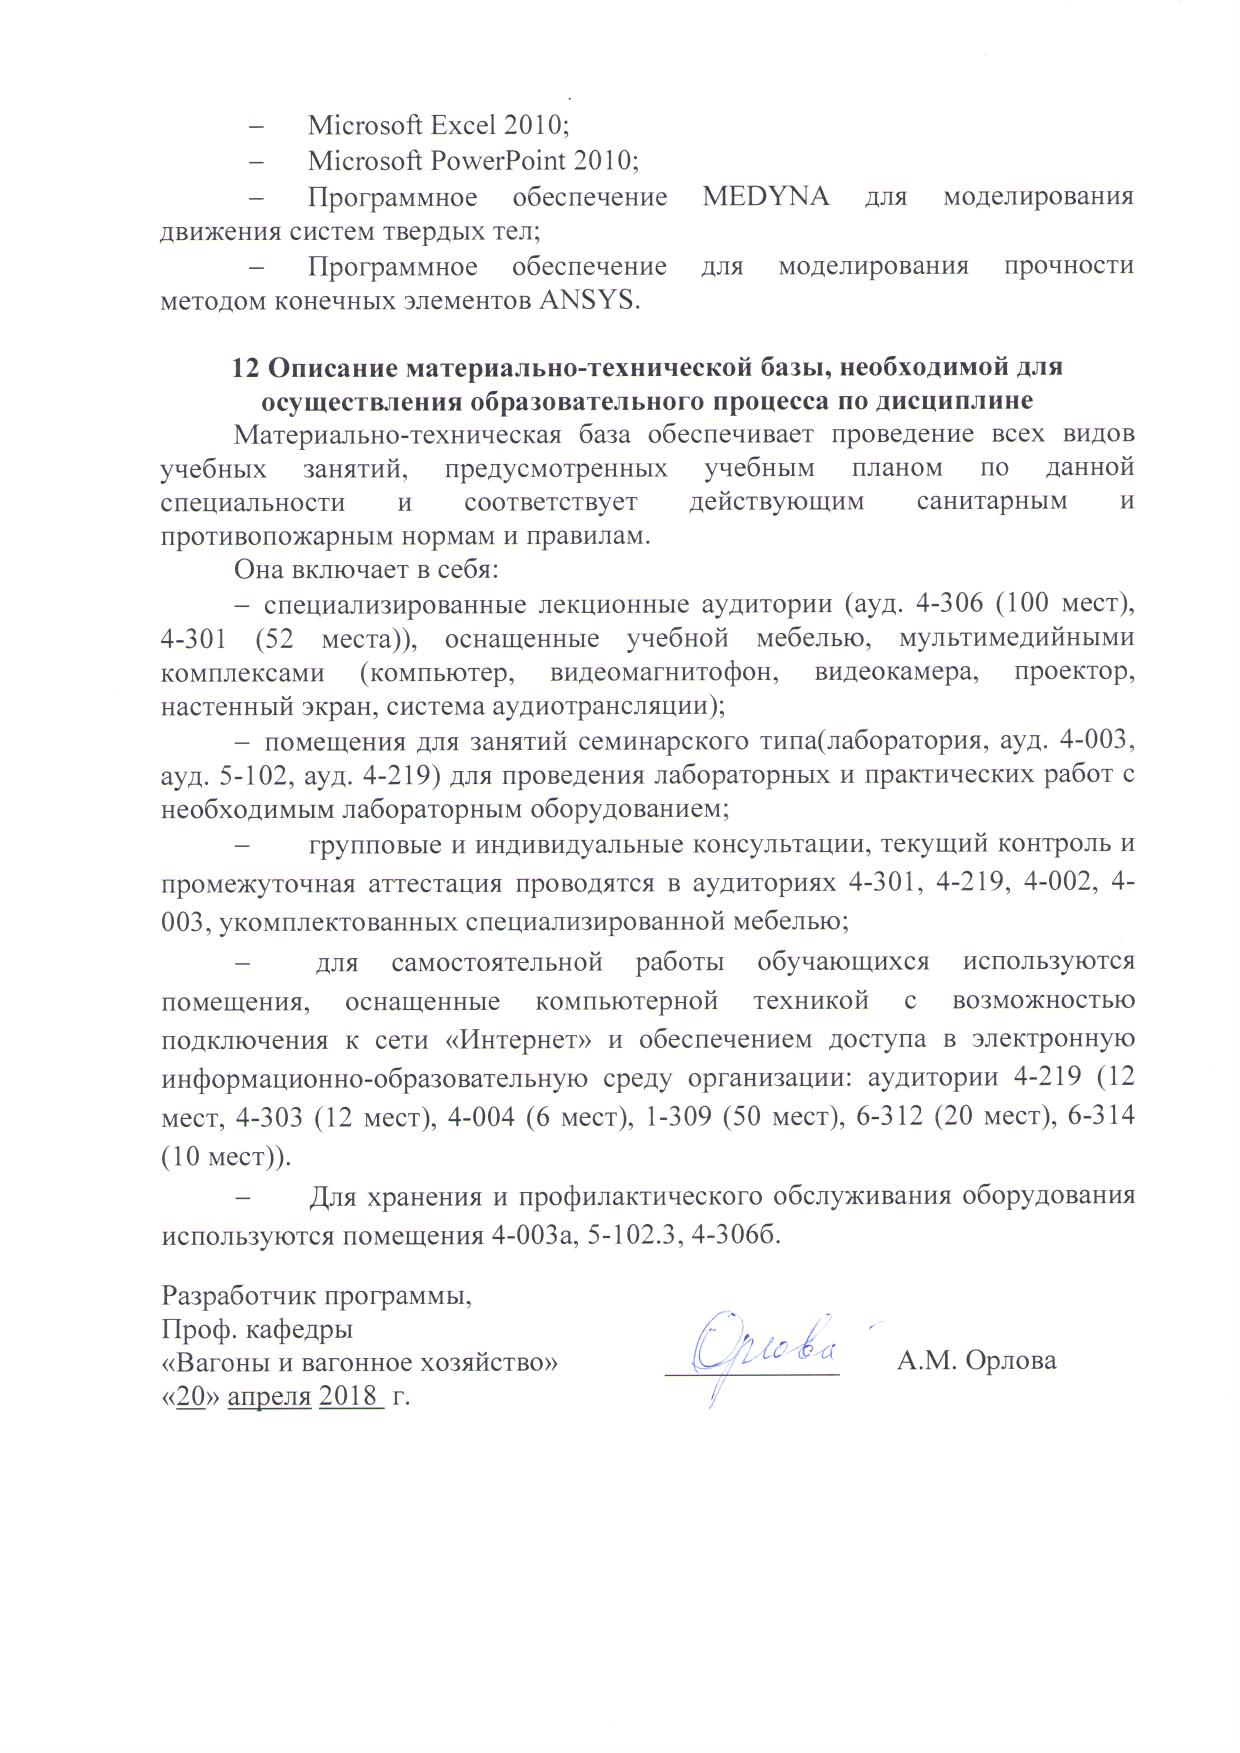 – Microsoft Excel 2010;
– Microsoft PowerPoint 2010;
– Программное обеспечение MEDYNA для моделирования
движения систем твердых тел;
– Программное обеспечение для моделирования прочности
методом конечных элементов ANSYS.
12 Описание материально-технической базы, необходимой для
осуществления образовательного процесса по дисциплине
Материально-техническая база обеспечивает проведение всех видов
учебных занятий, предусмотренных учебным планом по данной
специальности и соответствует действующим санитарным и
противопожарным нормам и правилам.
Она включает в себя:
– специализированные лекционные аудитории (ауд. 4-306 (100 мест),
4-301 (52 места)), оснащенные учебной мебелью, мультимедийными
комплексами (компьютер, видеомагнитофон, видеокамера, проектор,
настенный экран, система аудиотрансляции);
– помещения для занятий семинарского типа(лаборатория, ауд. 4-003,
ауд. 5-102, ауд. 4-219) для проведения лабораторных и практических работ с
необходимым лабораторным оборудованием;
– групповые и индивидуальные консультации, текущий контроль и
промежуточная аттестация проводятся в аудиториях 4-301, 4-219, 4-002, 4-
003, укомплектованных специализированной мебелью;
– для самостоятельной работы обучающихся используются
помещения, оснащенные компьютерной техникой с возможностью
подключения к сети «Интернет» и обеспечением доступа в электронную
информационно-образовательную среду организации: аудитории 4-219 (12
мест, 4-303 (12 мест), 4-004 (6 мест), 1-309 (50 мест), 6-312 (20 мест), 6-314
(10 мест)).
– Для хранения и профилактического обслуживания оборудования
используются помещения 4-003а, 5-102.3, 4-306б.
Разработчик программы,
Проф. кафедры
«Вагоны и вагонное хозяйство» Орлова А.М. Орлова
«20» апреля 2018 г.